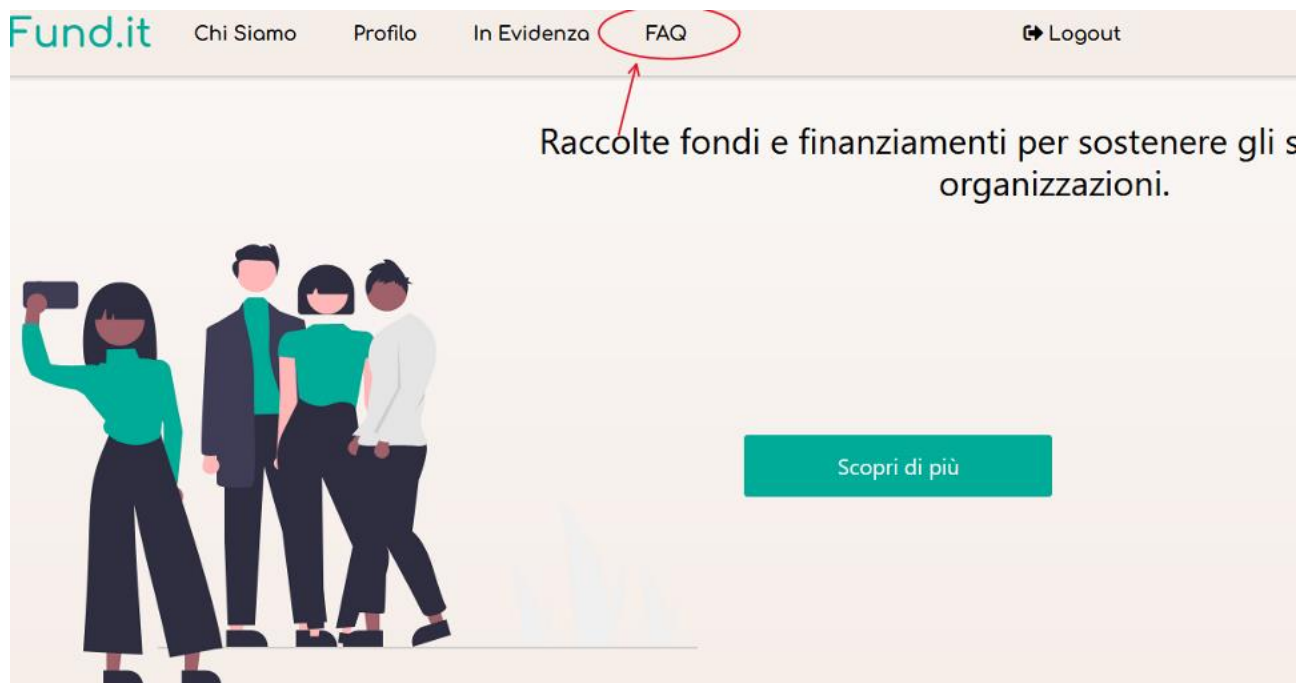 Fund.it Chi Siamo Profilo In Evidenza FAQ Logout
Raccolte fondi e finanziamenti per sostenere gli
organizzazioni.
Scopri di più